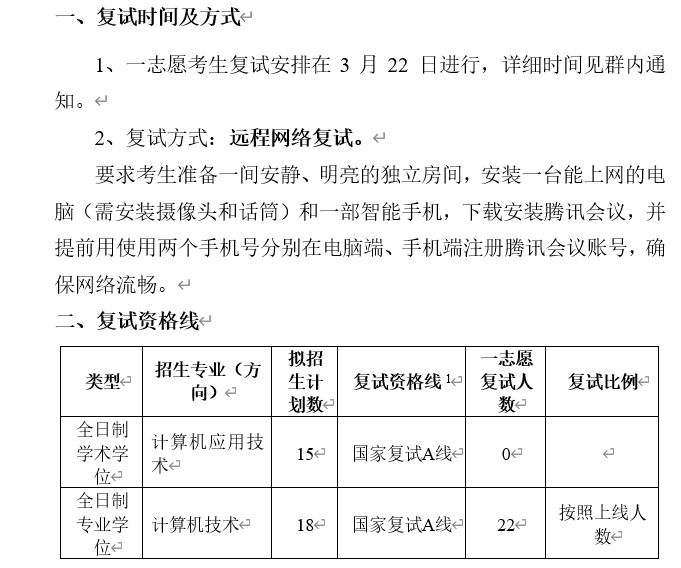 一、复试时间及方式
1、一志愿考生复试安排在 3 月 22 日进行，详细时间见群内通
知。
2、复试方式：远程网络复试。
要求考生准备一间安静、明亮的独立房间，安装一台能上网的电
脑（需安装摄像头和话筒）和一部智能手机，下载安装腾讯会议，并
提前用使用两个手机号分别在电脑端、手机端注册腾讯会议账号，确
保网络流畅。
二、复试资格线
类型
招生专业（方
向）
拟招
生计
划数
复试资格线 1
一志愿
复试人
数
复试比例
全日制
学术学
位
计算机应用技
术
15
国家复试A线
0
全日制
专业学
位
计算机技术
18
国家复试A线
22
按照上线人
数